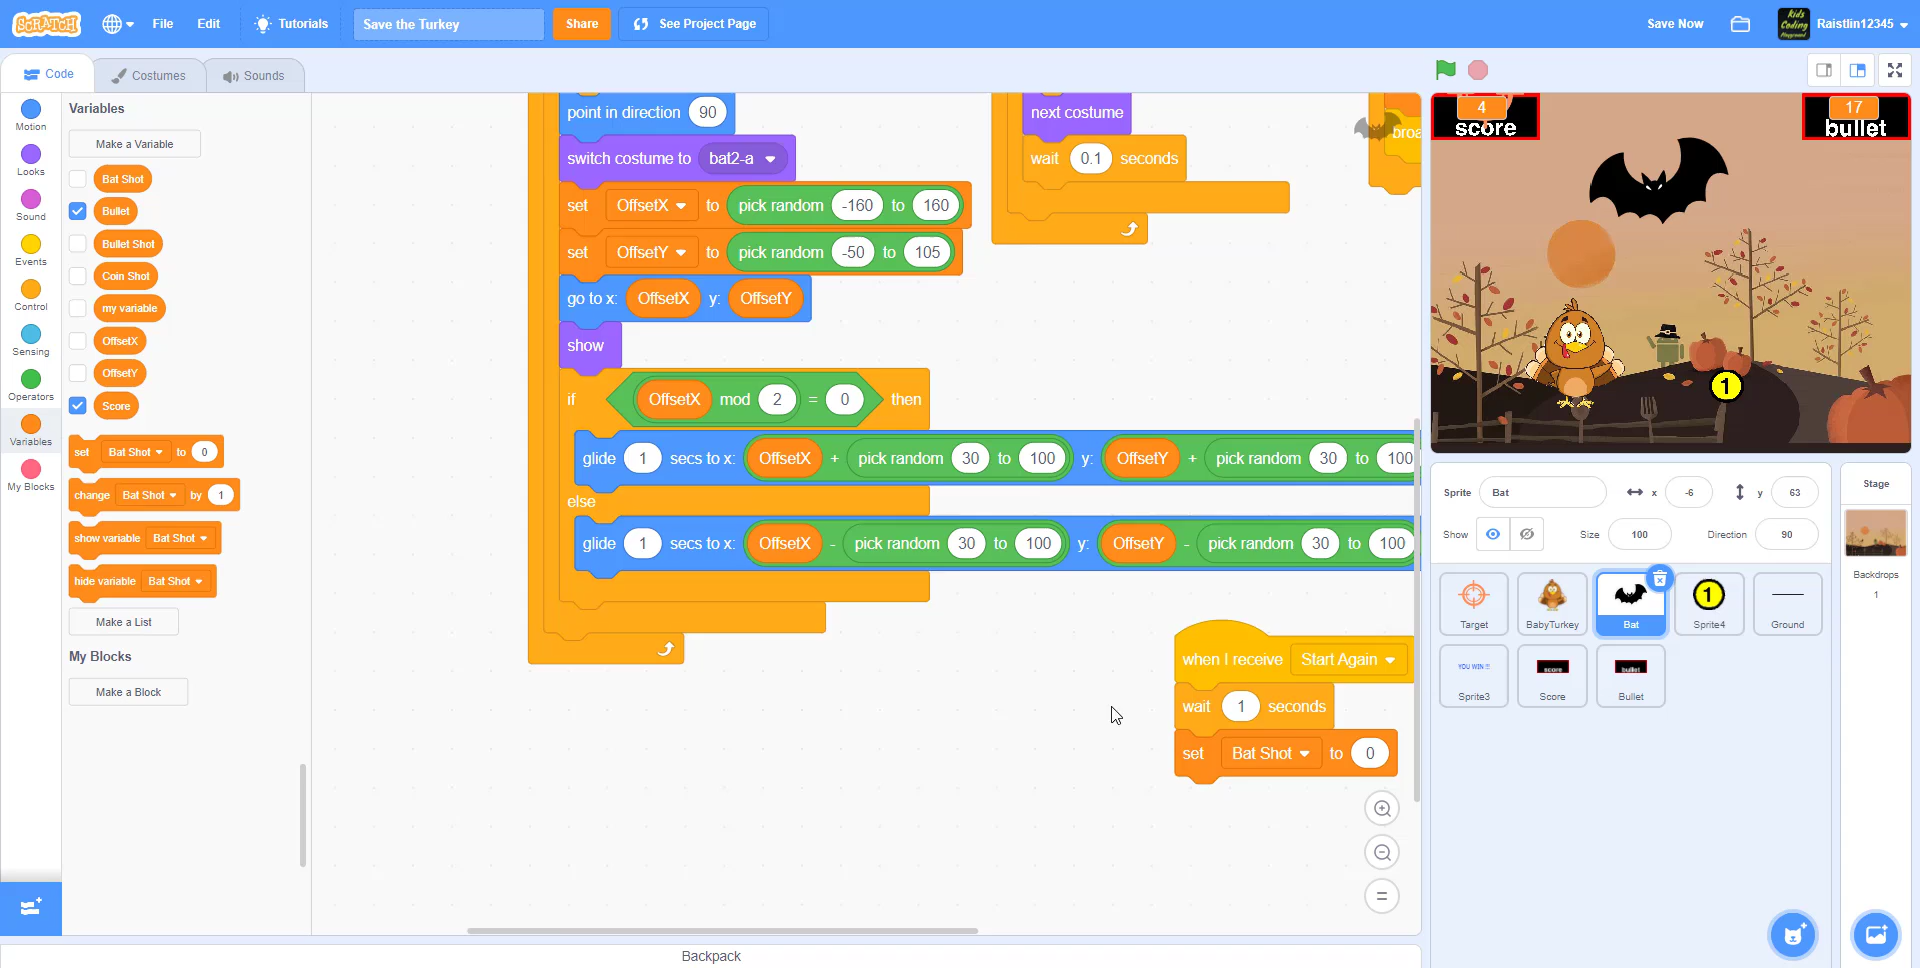 SCRATCH
File
Edit
Tutorials
Save the Turkey
Share
See Project Page
Save Now
Kids Coding Playground
Raistlin12345
Code
Costumes
Sounds
Motion
Looks
Sound
Events
Control
Sensing
Operators
Variables
My Blocks
Variables
Make a Variable
Bat Shot
Bullet
Bullet Shot
Coin Shot
my variable
OffsetX
OffsetY
Score
set Bat Shot to 0
change Bat Shot by 1
show variable Bat Shot
hide variable Bat Shot
Make a List
My Blocks
Make a Block
point in direction 90
switch costume to bat2-a
set OffsetX to pick random -160 to 160
set OffsetY to pick random -50 to 105
go to x: OffsetX y: OffsetY
show
if OffsetX mod 2 = 0 then
glide 1 secs to x: OffsetX + pick random 30 to 100 y: OffsetY + pick random 30 to 100
else
glide 1 secs to x: OffsetX - pick random 30 to 100 y: OffsetY - pick random 30 to 100
next costume
wait 0.1 seconds
broa
when I receive Start Again
wait 1 seconds
set Bat Shot to 0
Backpack
4
score
17
bullet
1
Sprite Bat x -6 y 63
Show Size 100 Direction 90
Target
BabyTurkey
Bat
1
Sprite4
Ground
YOU WIN !!!
Sprite3
score
Score
bullet
Bullet
Stage
Backdrops
1